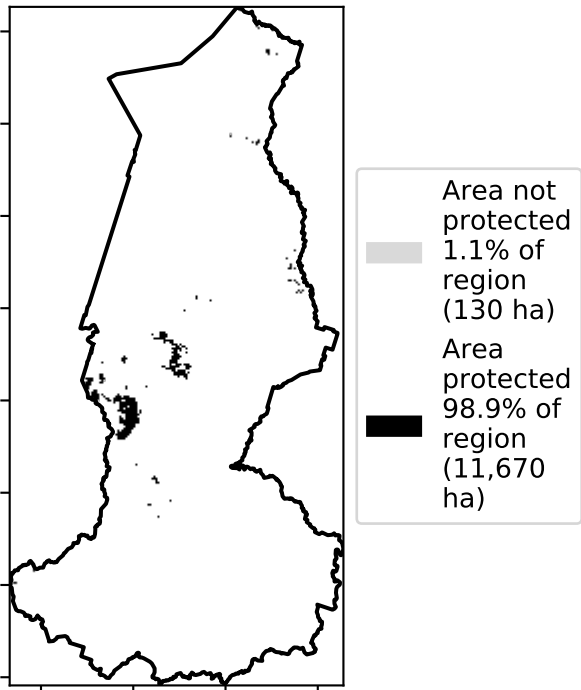 Area not
protected
1.1% of
region
(130 ha)
Area
protected
98.9% of
region
(11,670
ha)